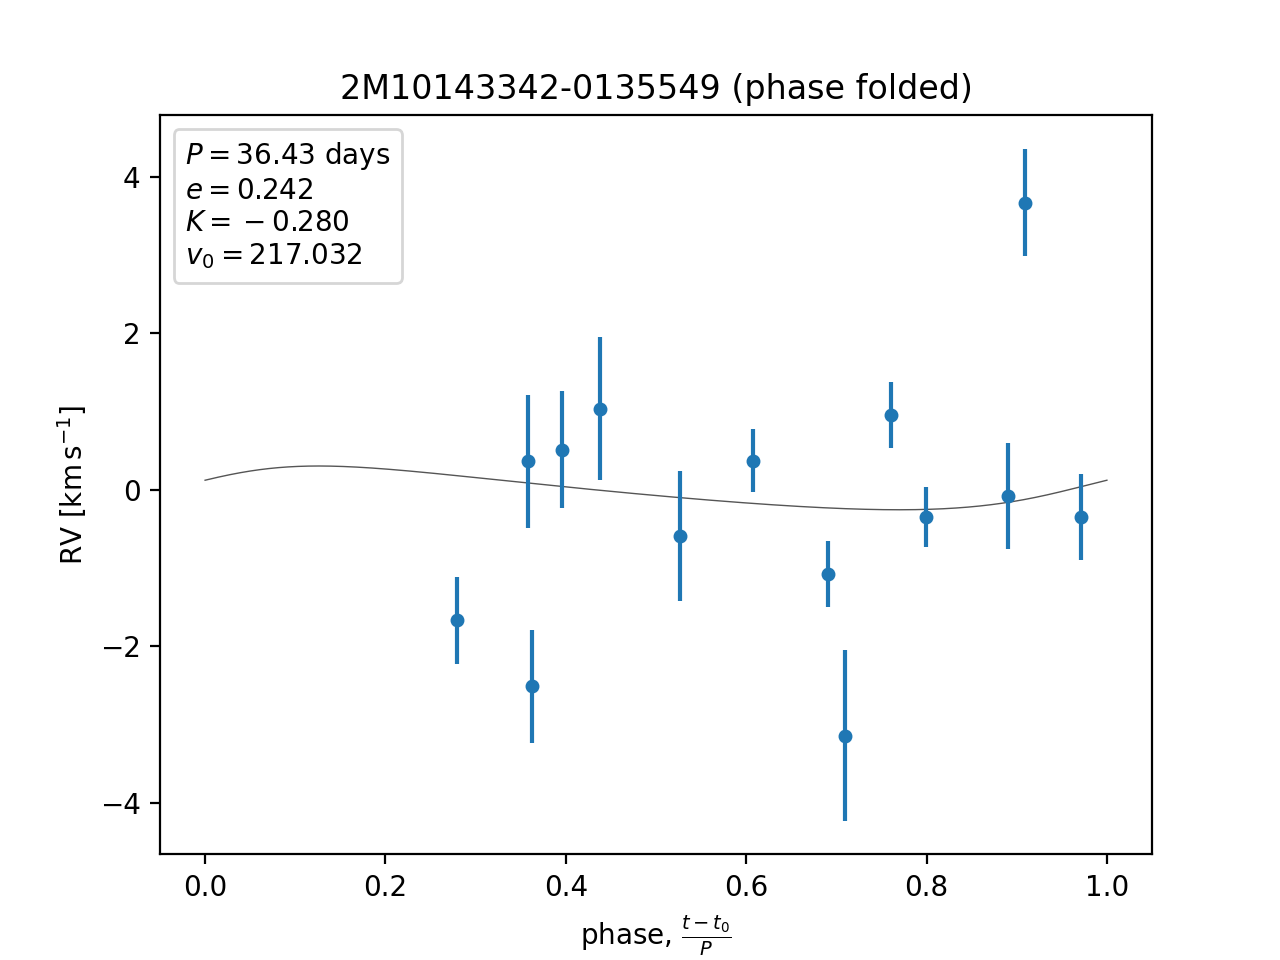 2M10143342-0135549 (phase folded)
P = 36.43 days
e = 0.242
K = −0.280
v₀ = 217.032
4
2
0
−2
−4
RV [km s⁻¹]
0.0 0.2 0.4 0.6 0.8 1.0
phase, (t − t₀)/P